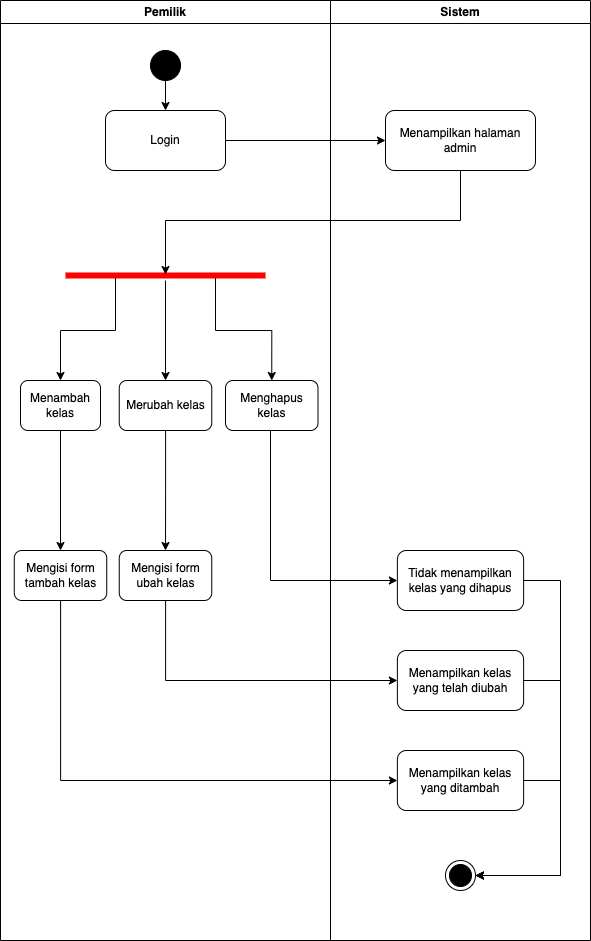 Pemilik
Sistem
Login
Menampilkan halaman
admin
Menambah
kelas
Merubah kelas
Menghapus
kelas
Mengisi form
tambah kelas
Mengisi form
ubah kelas
Tidak menampilkan
kelas yang dihapus
Menampilkan kelas
yang telah diubah
Menampilkan kelas
yang ditambah